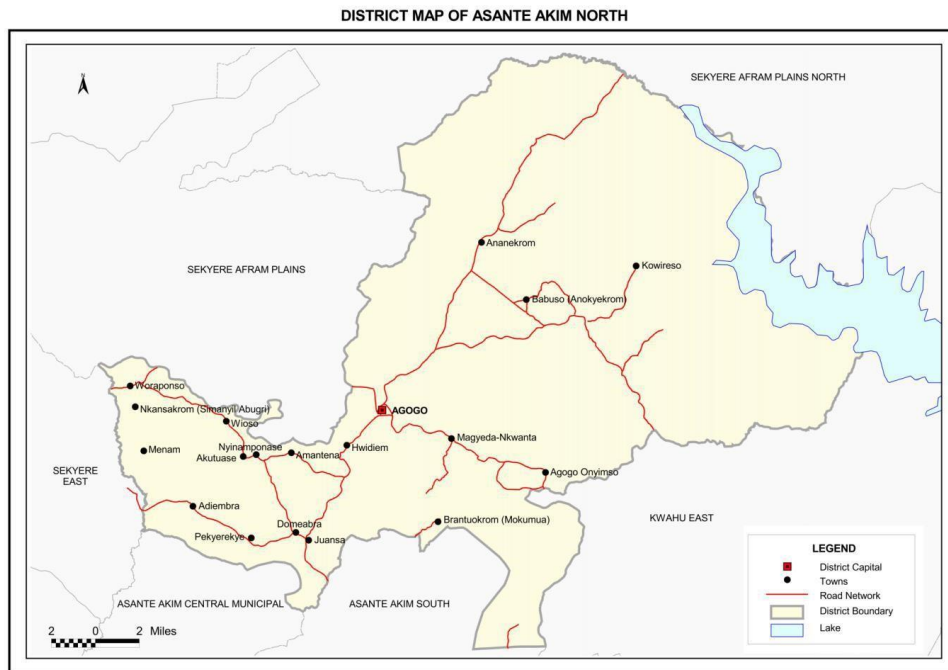 DISTRICT MAP OF ASANTE AKIM NORTH
N
SEKYERE AFRAM PLAINS NORTH
SEKYERE AFRAM PLAINS
Ananekrom
Kowireso
Babuso (Anokyekrom)
Woraponso
Nkansakrom (Simanyil Abugri)
AGOGO
Wioso
Magyeda-Nkwanta
Hwidiem
Nyinamponase
Menam
Akutuase
Amantena
SEKYERE
EAST
Agogo Onyimso
Adiembra
Brantuokrom (Mokumua)
KWAHU EAST
Domeabra
Pekyerekye
Juansa
ASANTE AKIM CENTRAL MUNICIPAL
ASANTE AKIM SOUTH
2 0 2 Miles
LEGEND
District Capital
Towns
Road Network
District Boundary
Lake